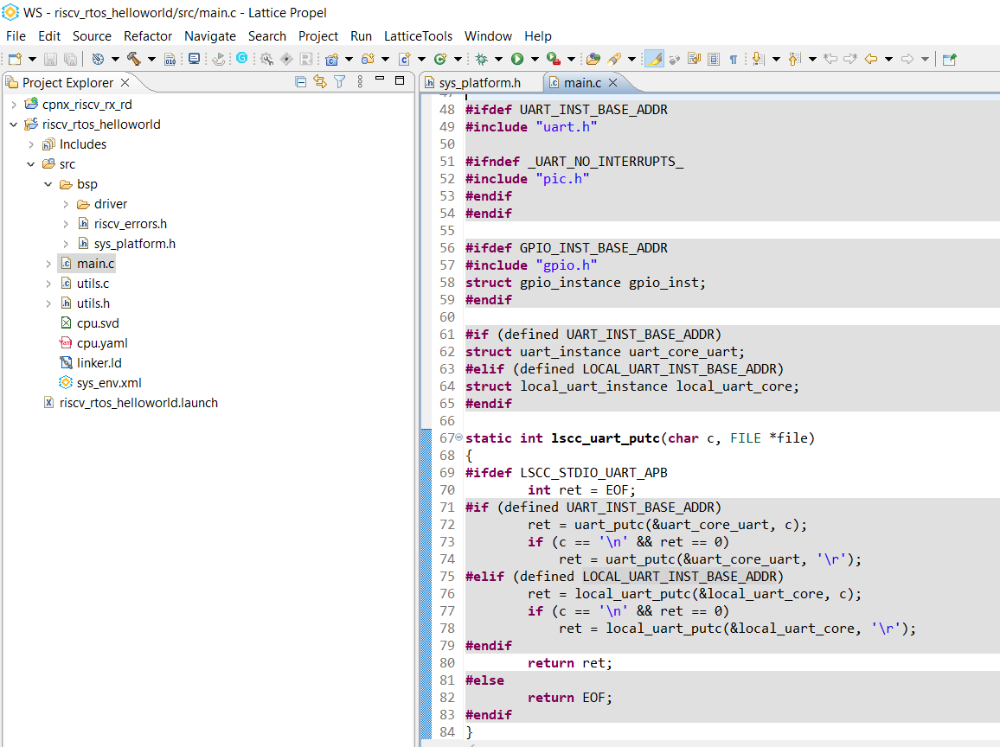 WS - riscv_rtos_helloworld/src/main.c - Lattice Propel
File Edit Source Refactor Navigate Search Project Run LatticeTools Window Help
Project Explorer
cpnx_riscv_rx_rd
riscv_rtos_helloworld
Includes
src
bsp
driver
riscv_errors.h
sys_platform.h
main.c
utils.c
utils.h
cpu.svd
cpu.yaml
linker.ld
sys_env.xml
riscv_rtos_helloworld.launch
sys_platform.h main.c
48 #ifdef UART_INST_BASE_ADDR
49 #include "uart.h"
50
51 #ifndef _UART_NO_INTERRUPTS_
52 #include "pic.h"
53 #endif
54 #endif
55
56 #ifdef GPIO_INST_BASE_ADDR
57 #include "gpio.h"
58 struct gpio_instance gpio_inst;
59 #endif
60
61 #if (defined UART_INST_BASE_ADDR)
62 struct uart_instance uart_core_uart;
63 #elif (defined LOCAL_UART_INST_BASE_ADDR)
64 struct local_uart_instance local_uart_core;
65 #endif
66
67 static int lscc_uart_putc(char c, FILE *file)
68 {
69 #ifdef LSCC_STDIO_UART_APB
70 int ret = EOF;
71 #if (defined UART_INST_BASE_ADDR)
72 ret = uart_putc(&uart_core_uart, c);
73 if (c == '\n' && ret == 0)
74 ret = uart_putc(&uart_core_uart, '\r');
75 #elif (defined LOCAL_UART_INST_BASE_ADDR)
76 ret = local_uart_putc(&local_uart_core, c);
77 if (c == '\n' && ret == 0)
78 ret = local_uart_putc(&local_uart_core, '\r');
79 #endif
80 return ret;
81 #else
82 return EOF;
83 #endif
84 }